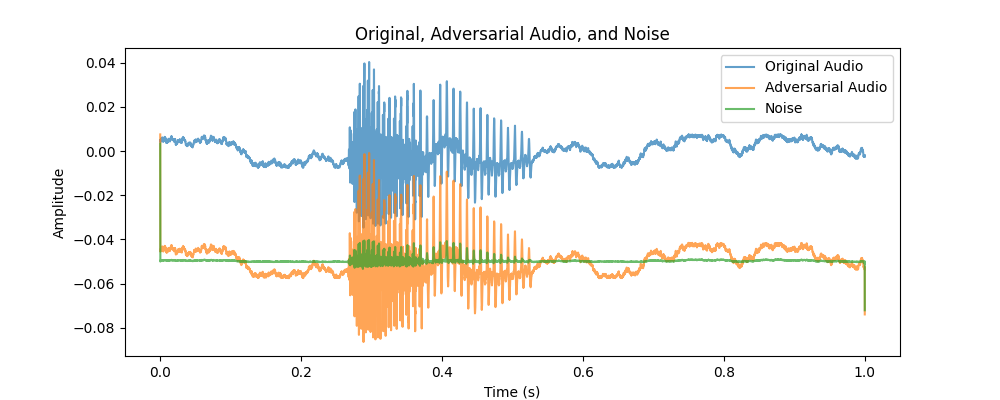 Original, Adversarial Audio, and Noise
Original Audio
Adversarial Audio
Noise
0.04
0.02
0.00
−0.02
−0.04
−0.06
−0.08
Amplitude
0.0 0.2 0.4 0.6 0.8 1.0
Time (s)